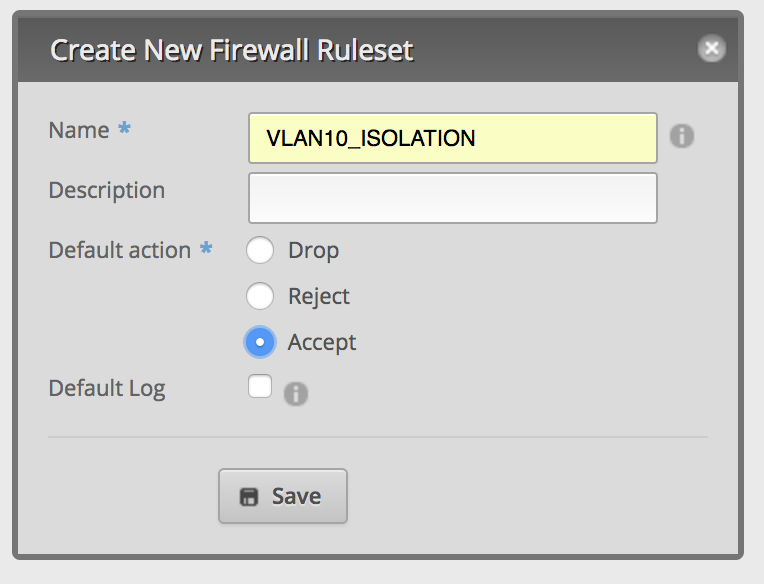 Create New Firewall Ruleset
Name *
VLAN10_ISOLATION
Description
Default action *
Drop
Reject
Accept
Default Log
Save